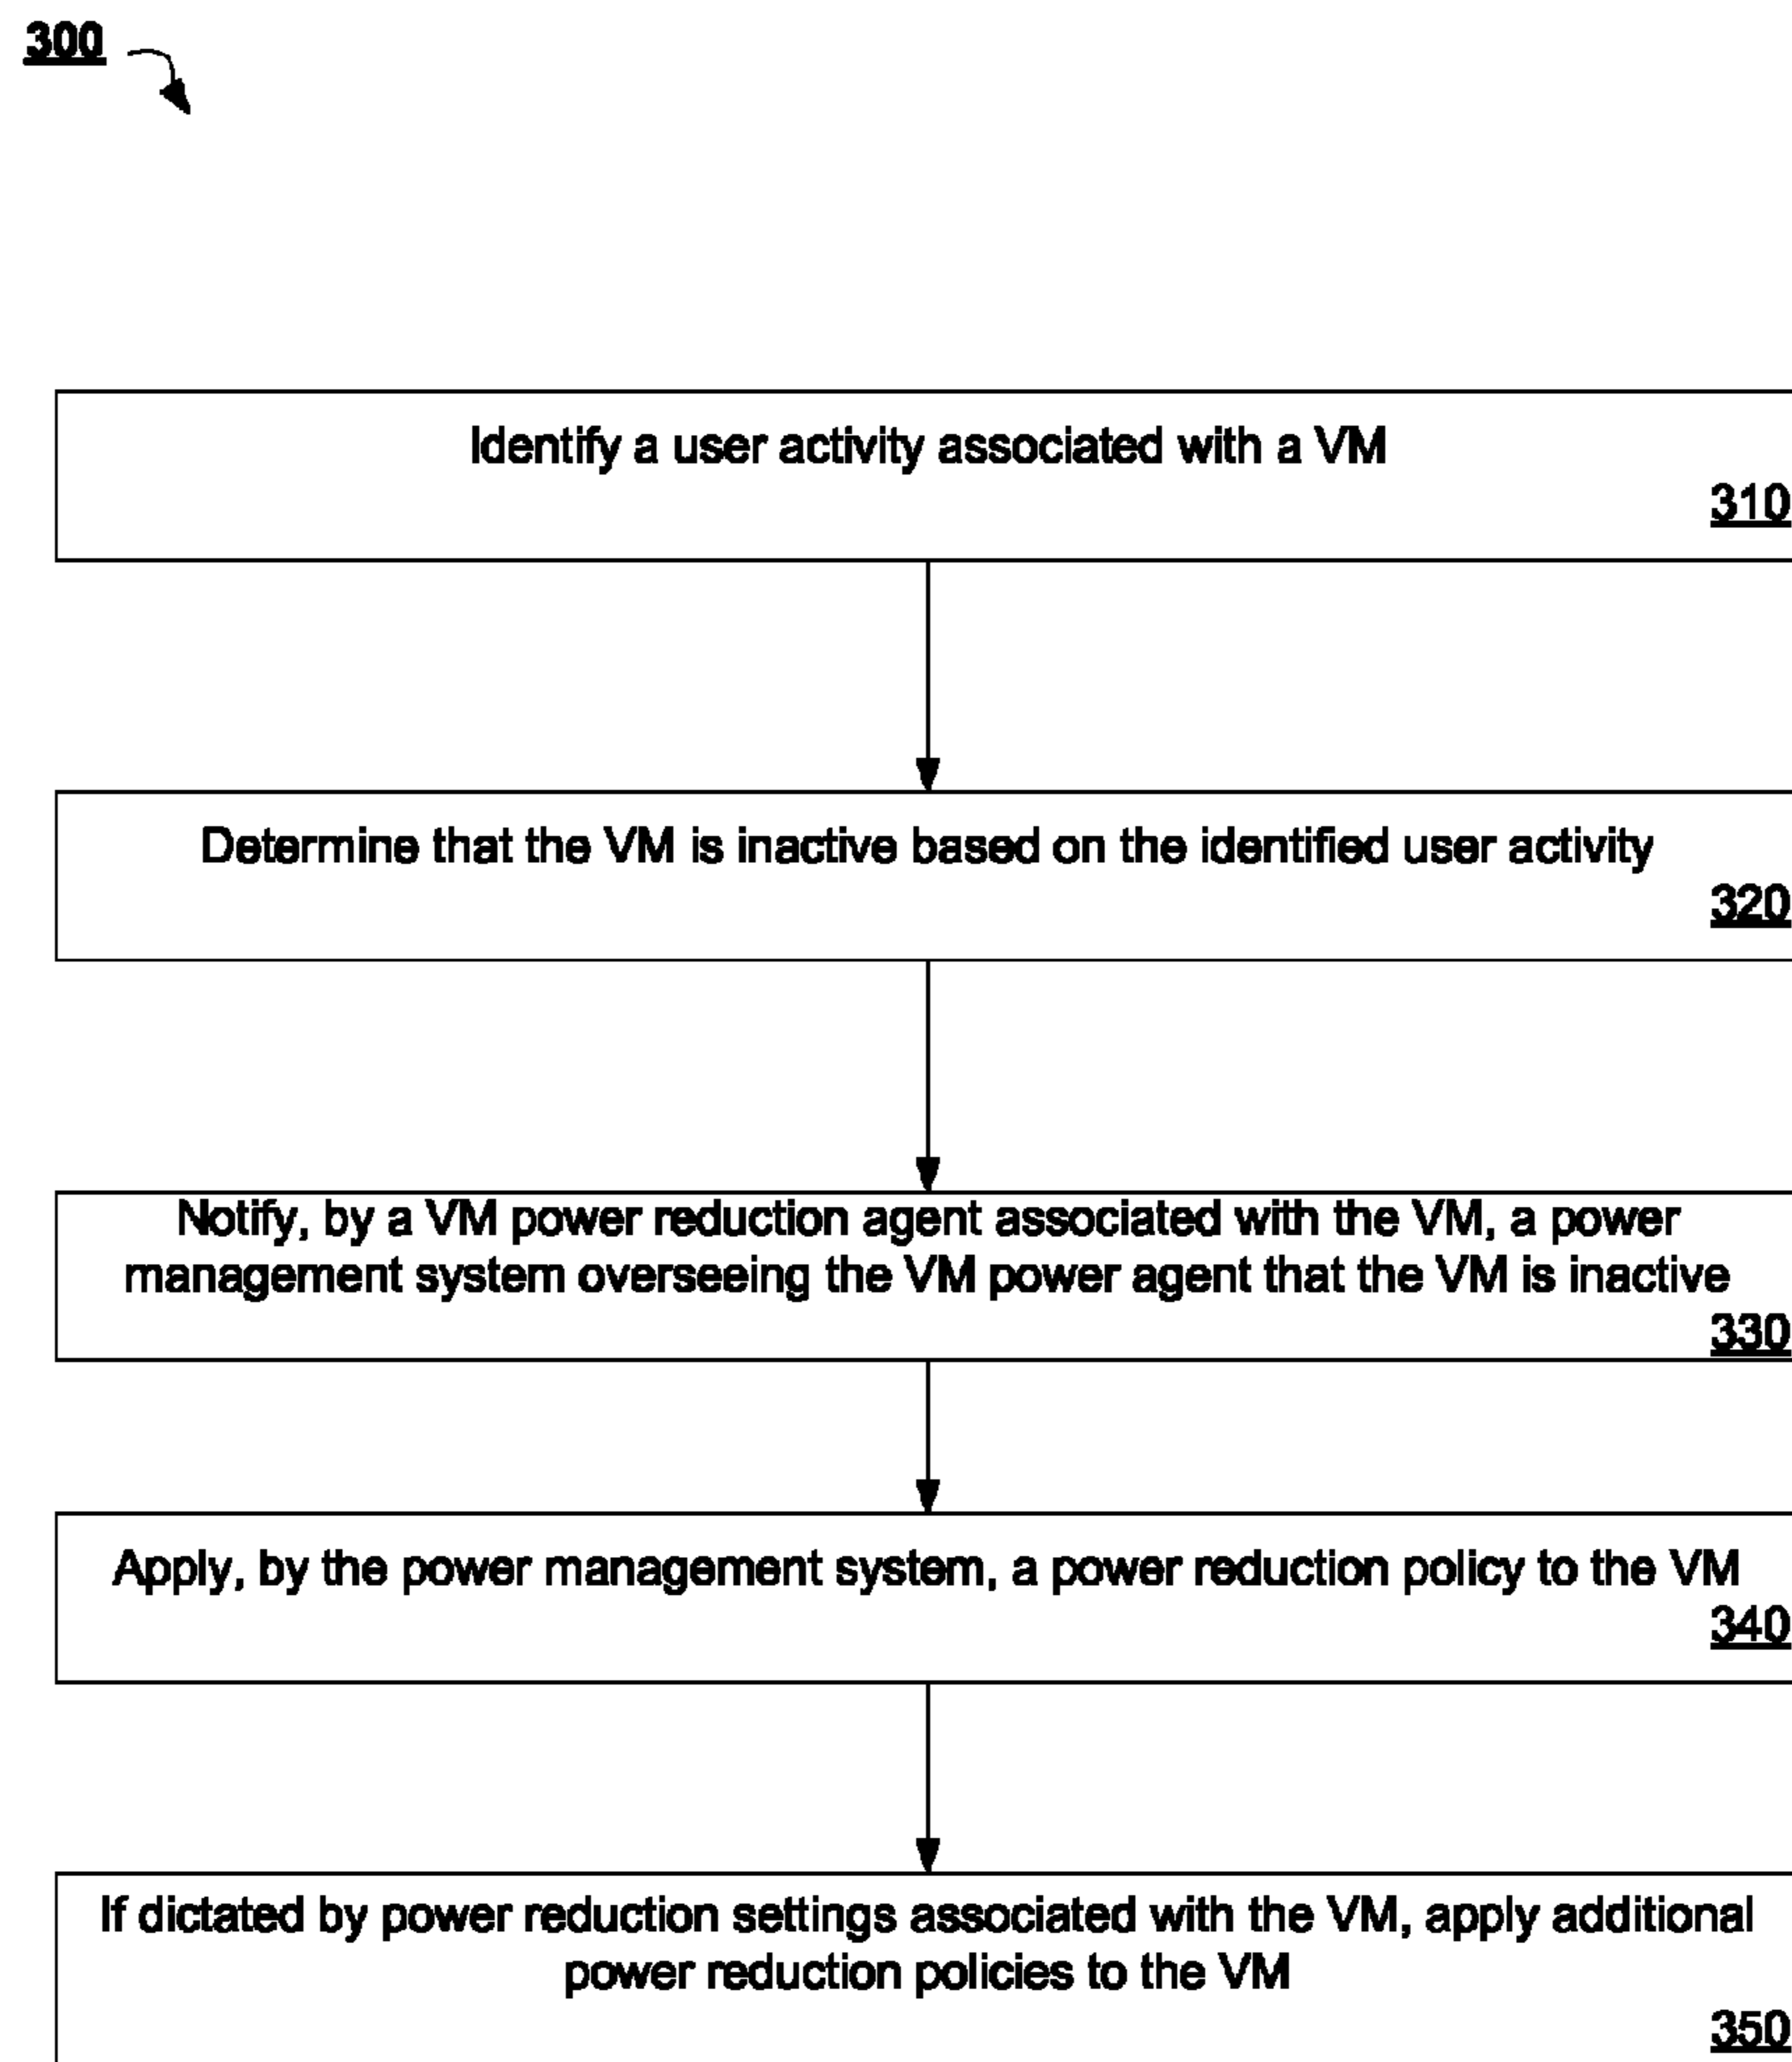 300
Identify a user activity associated with a VM
310
Determine that the VM is inactive based on the identified user activity
320
Notify, by a VM power reduction agent associated with the VM, a power
management system overseeing the VM power agent that the VM is inactive
330
Apply, by the power management system, a power reduction policy to the VM
340
If dictated by power reduction settings associated with the VM, apply additional
power reduction policies to the VM
350